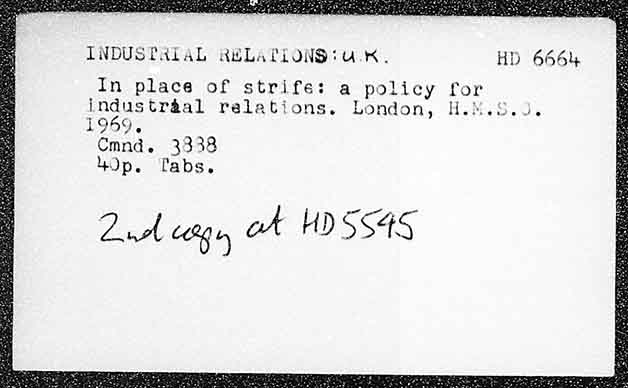 INDUSTRIAL RELATIONS: U.K. HD 6664
In place of strife: a policy for
industrial relations. London, H.M.S.O.
1969.
Cmnd. 3888
40p. Tabs.
2nd copy at HD5545